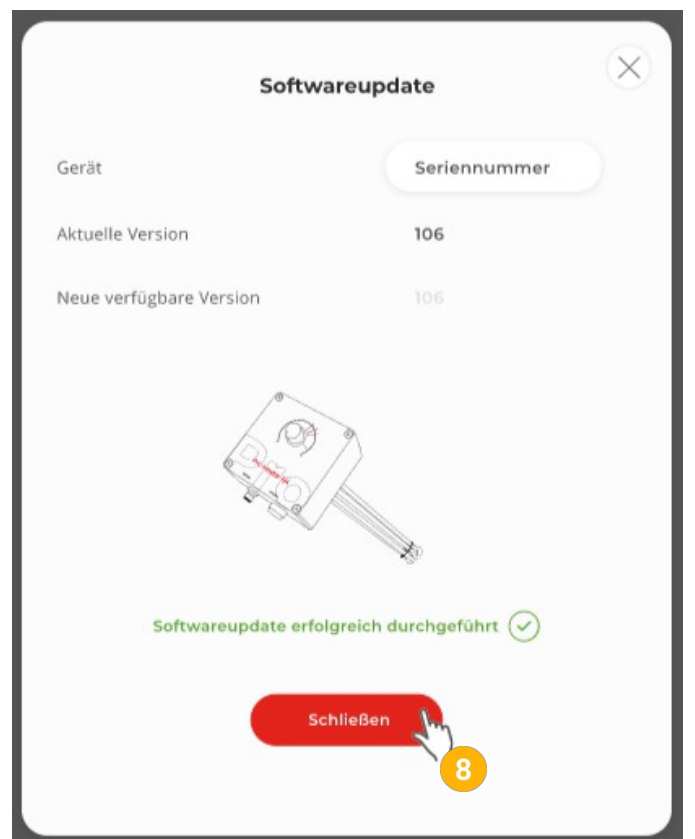 Softwareupdate
Gerät Seriennummer
Aktuelle Version 106
Neue verfügbare Version 106
Softwareupdate erfolgreich durchgeführt
Schließen
8